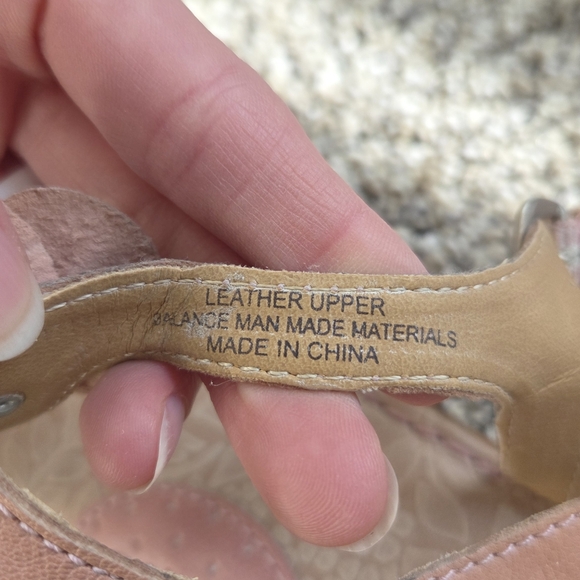 LEATHER UPPER
BALANCE MAN MADE MATERIALS
MADE IN CHINA